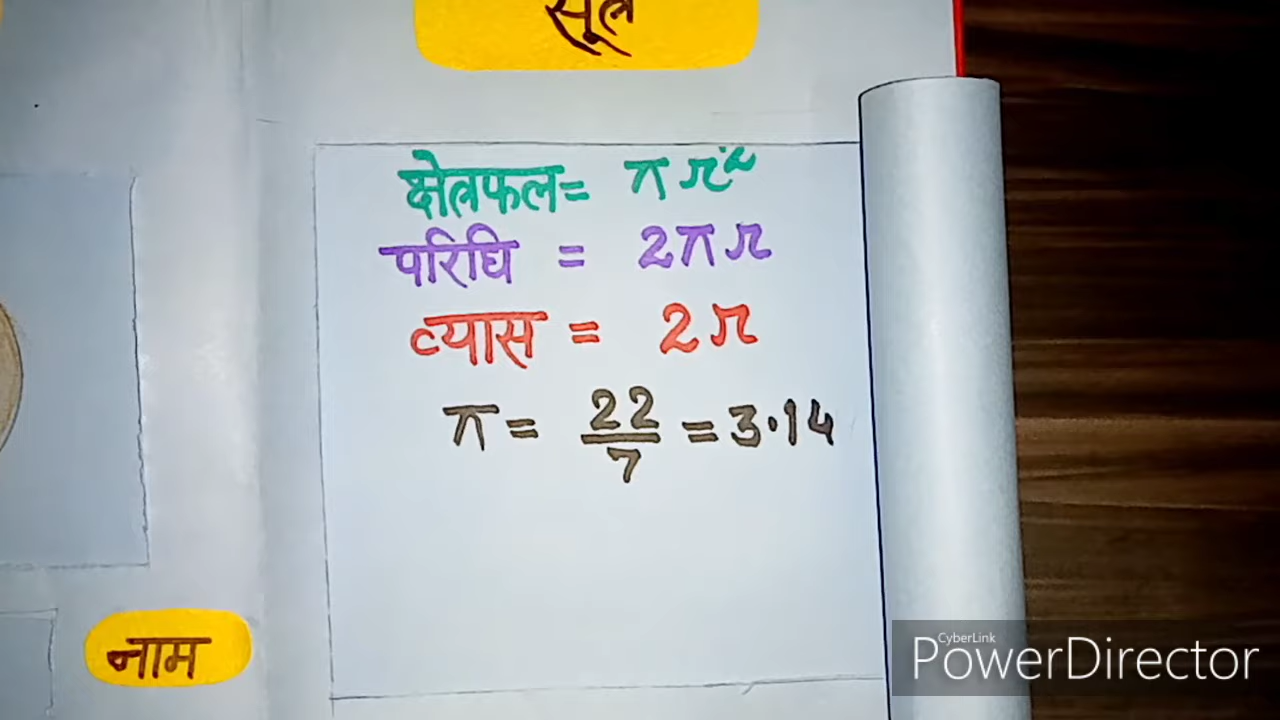 सूत्र
क्षेत्रफल = πr²
परिघि = 2πr
व्यास = 2r
π = 22/7 = 3.14
नाम
CyberLink
PowerDirector